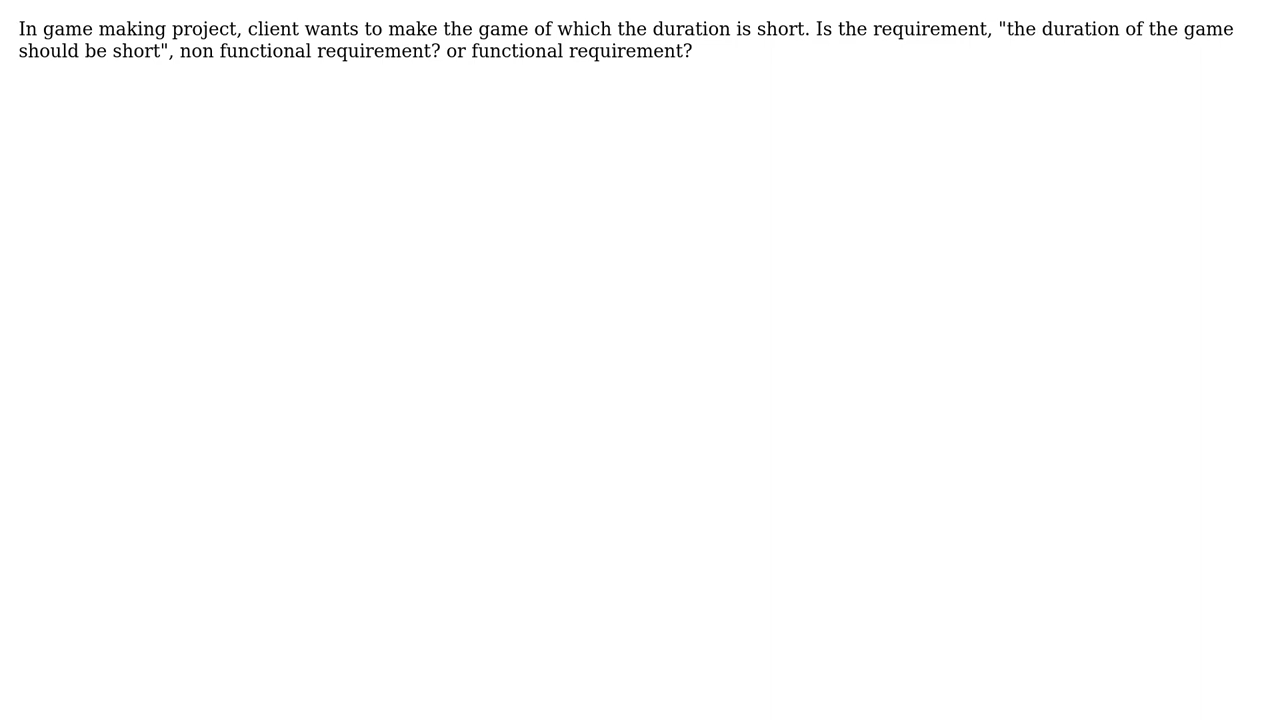 In game making project, client wants to make the game of which the duration is short. Is the requirement, "the duration of the game
should be short", non functional requirement? or functional requirement?